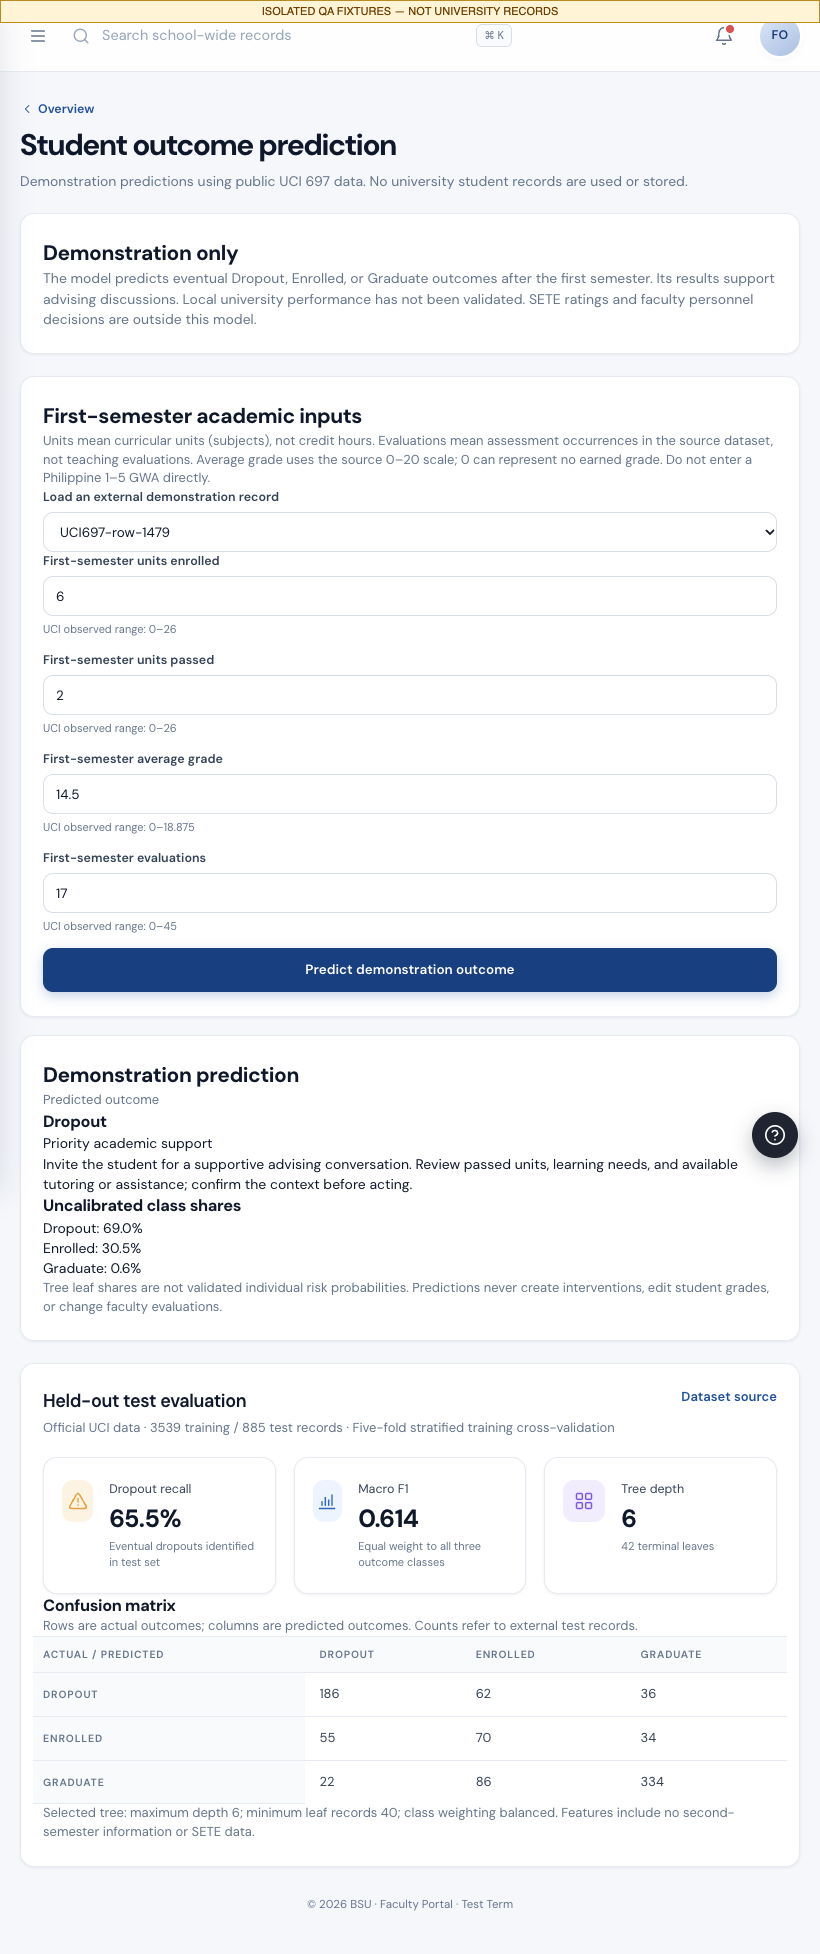 ISOLATED QA FIXTURES — NOT UNIVERSITY RECORDS
Search school-wide records
⌘ K
FO
Overview
Student outcome prediction
Demonstration predictions using public UCI 697 data. No university student records are used or stored.
Demonstration only
The model predicts eventual Dropout, Enrolled, or Graduate outcomes after the first semester. Its results support
advising discussions. Local university performance has not been validated. SETE ratings and faculty personnel
decisions are outside this model.
First-semester academic inputs
Units mean curricular units (subjects), not credit hours. Evaluations mean assessment occurrences in the source dataset,
not teaching evaluations. Average grade uses the source 0–20 scale; 0 can represent no earned grade. Do not enter a
Philippine 1–5 GWA directly.
Load an external demonstration record
UCI697-row-1479
First-semester units enrolled
6
UCI observed range: 0–26
First-semester units passed
2
UCI observed range: 0–26
First-semester average grade
14.5
UCI observed range: 0–18.875
First-semester evaluations
17
UCI observed range: 0–45
Predict demonstration outcome
Demonstration prediction
Predicted outcome
Dropout
Priority academic support
Invite the student for a supportive advising conversation. Review passed units, learning needs, and available
tutoring or assistance; confirm the context before acting.
Uncalibrated class shares
Dropout: 69.0%
Enrolled: 30.5%
Graduate: 0.6%
Tree leaf shares are not validated individual risk probabilities. Predictions never create interventions, edit student grades,
or change faculty evaluations.
Held-out test evaluation
Dataset source
Official UCI data · 3539 training / 885 test records · Five-fold stratified training cross-validation
Dropout recall
65.5%
Eventual dropouts identified
in test set
Macro F1
0.614
Equal weight to all three
outcome classes
Tree depth
6
42 terminal leaves
Confusion matrix
Rows are actual outcomes; columns are predicted outcomes. Counts refer to external test records.
ACTUAL / PREDICTED DROPOUT ENROLLED GRADUATE
DROPOUT 186 62 36
ENROLLED 55 70 34
GRADUATE 22 86 334
Selected tree: maximum depth 6; minimum leaf records 40; class weighting balanced. Features include no second-
semester information or SETE data.
© 2026 BSU · Faculty Portal · Test Term